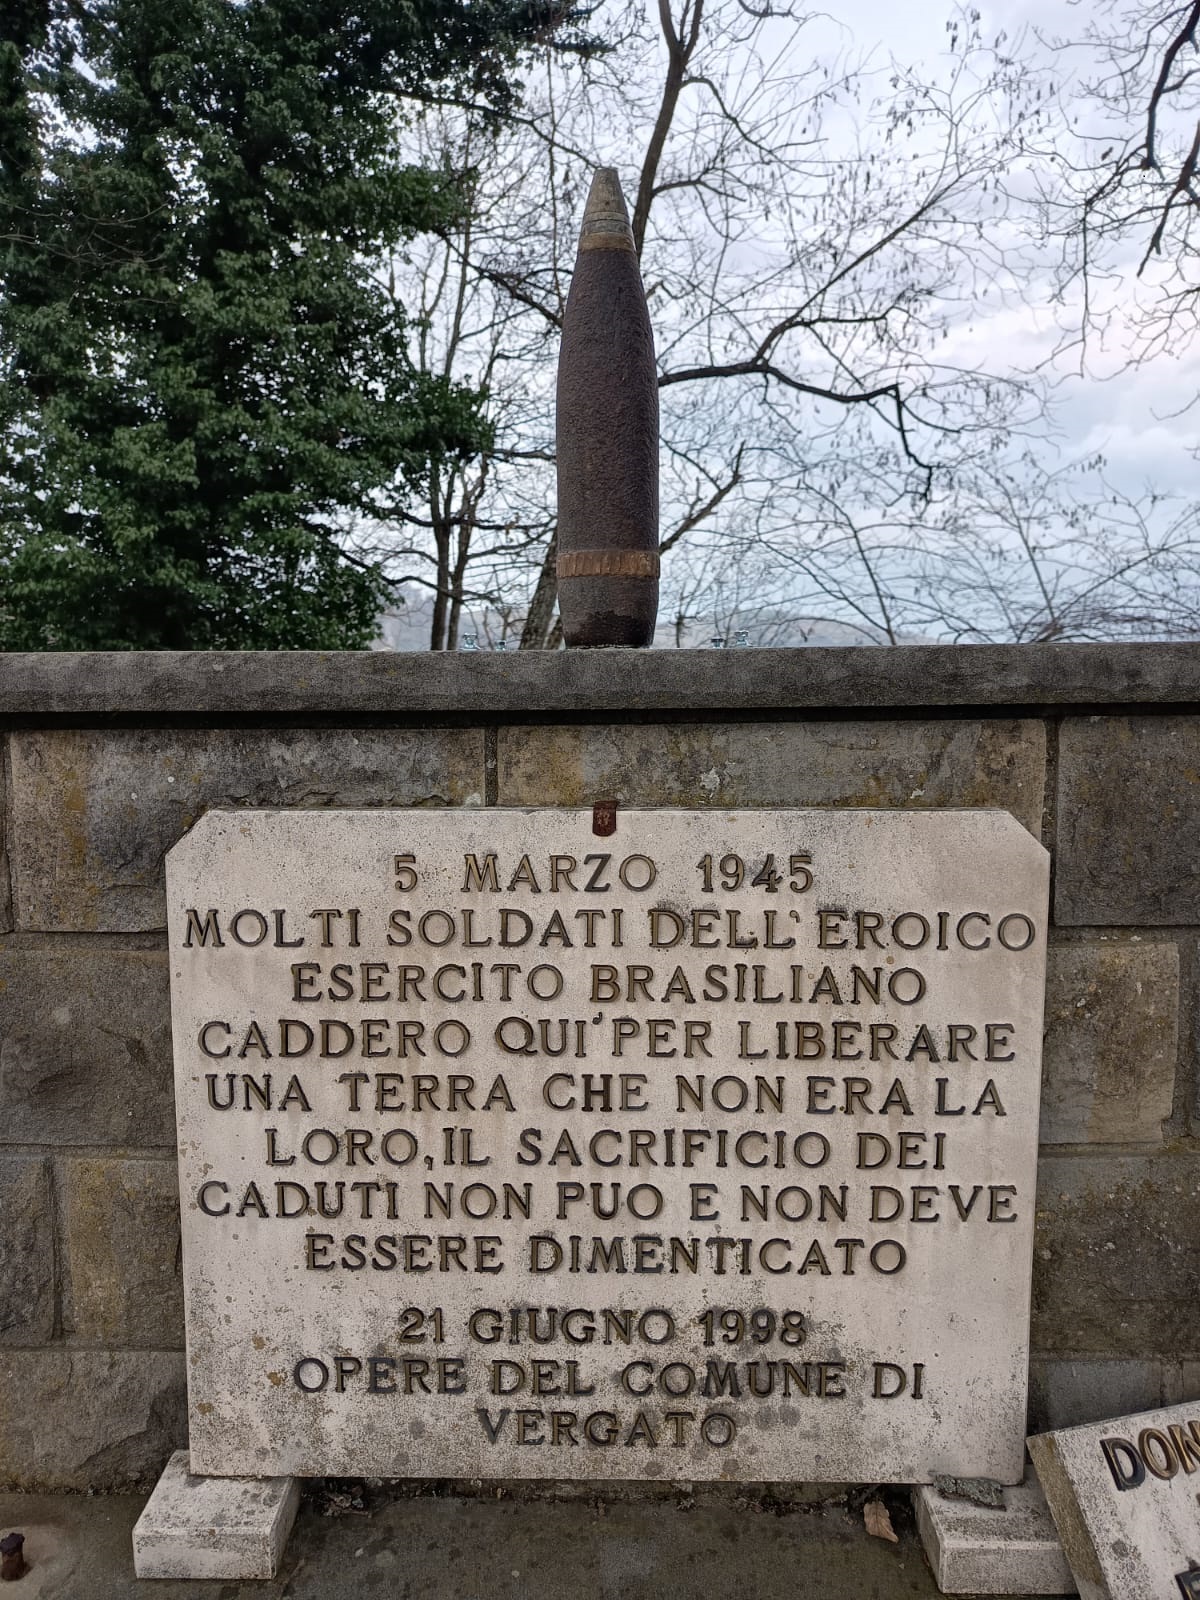 5 MARZO 1945
MOLTI SOLDATI DELL'EROICO
ESERCITO BRASILIANO
CADDERO QUI'PER LIBERARE
UNA TERRA CHE NON ERA LA
LORO, IL SACRIFICIO DEI
CADUTI NON PUO E NON DEVE
ESSERE DIMENTICATO
21 GIUGNO 1998
OPERE DEL COMUNE DI
VERGATO